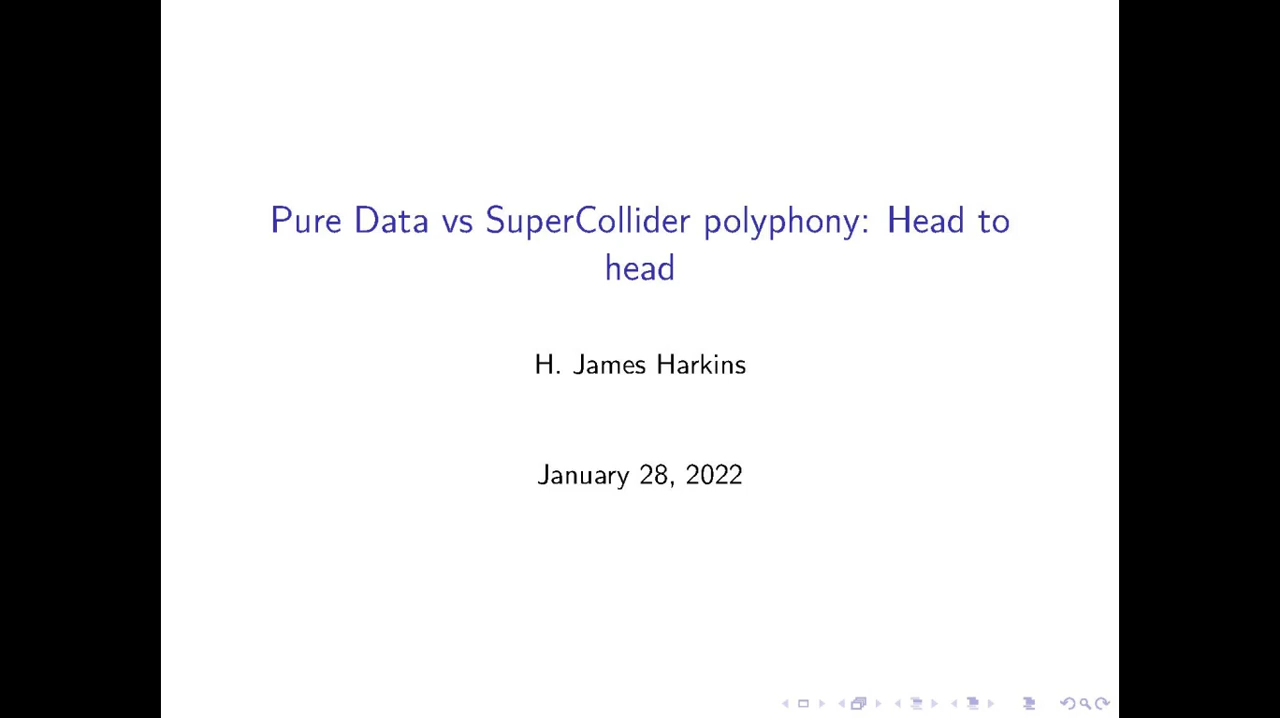 Pure Data vs SuperCollider polyphony: Head to
head
H. James Harkins
January 28, 2022